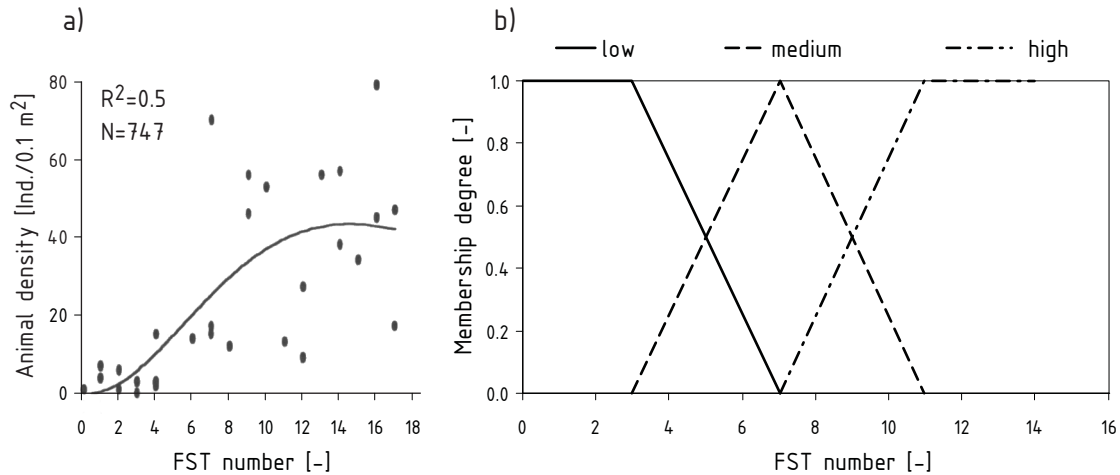 a)
Animal density [Ind./0.1 m²]
80
60
40
20
0
R²=0.5
N=747
0 2 4 6 8 10 12 14 16 18
FST number [-]
b)
low medium high
Membership degree [-]
1.0
0.8
0.6
0.4
0.2
0.0
0 2 4 6 8 10 12 14 16
FST number [-]